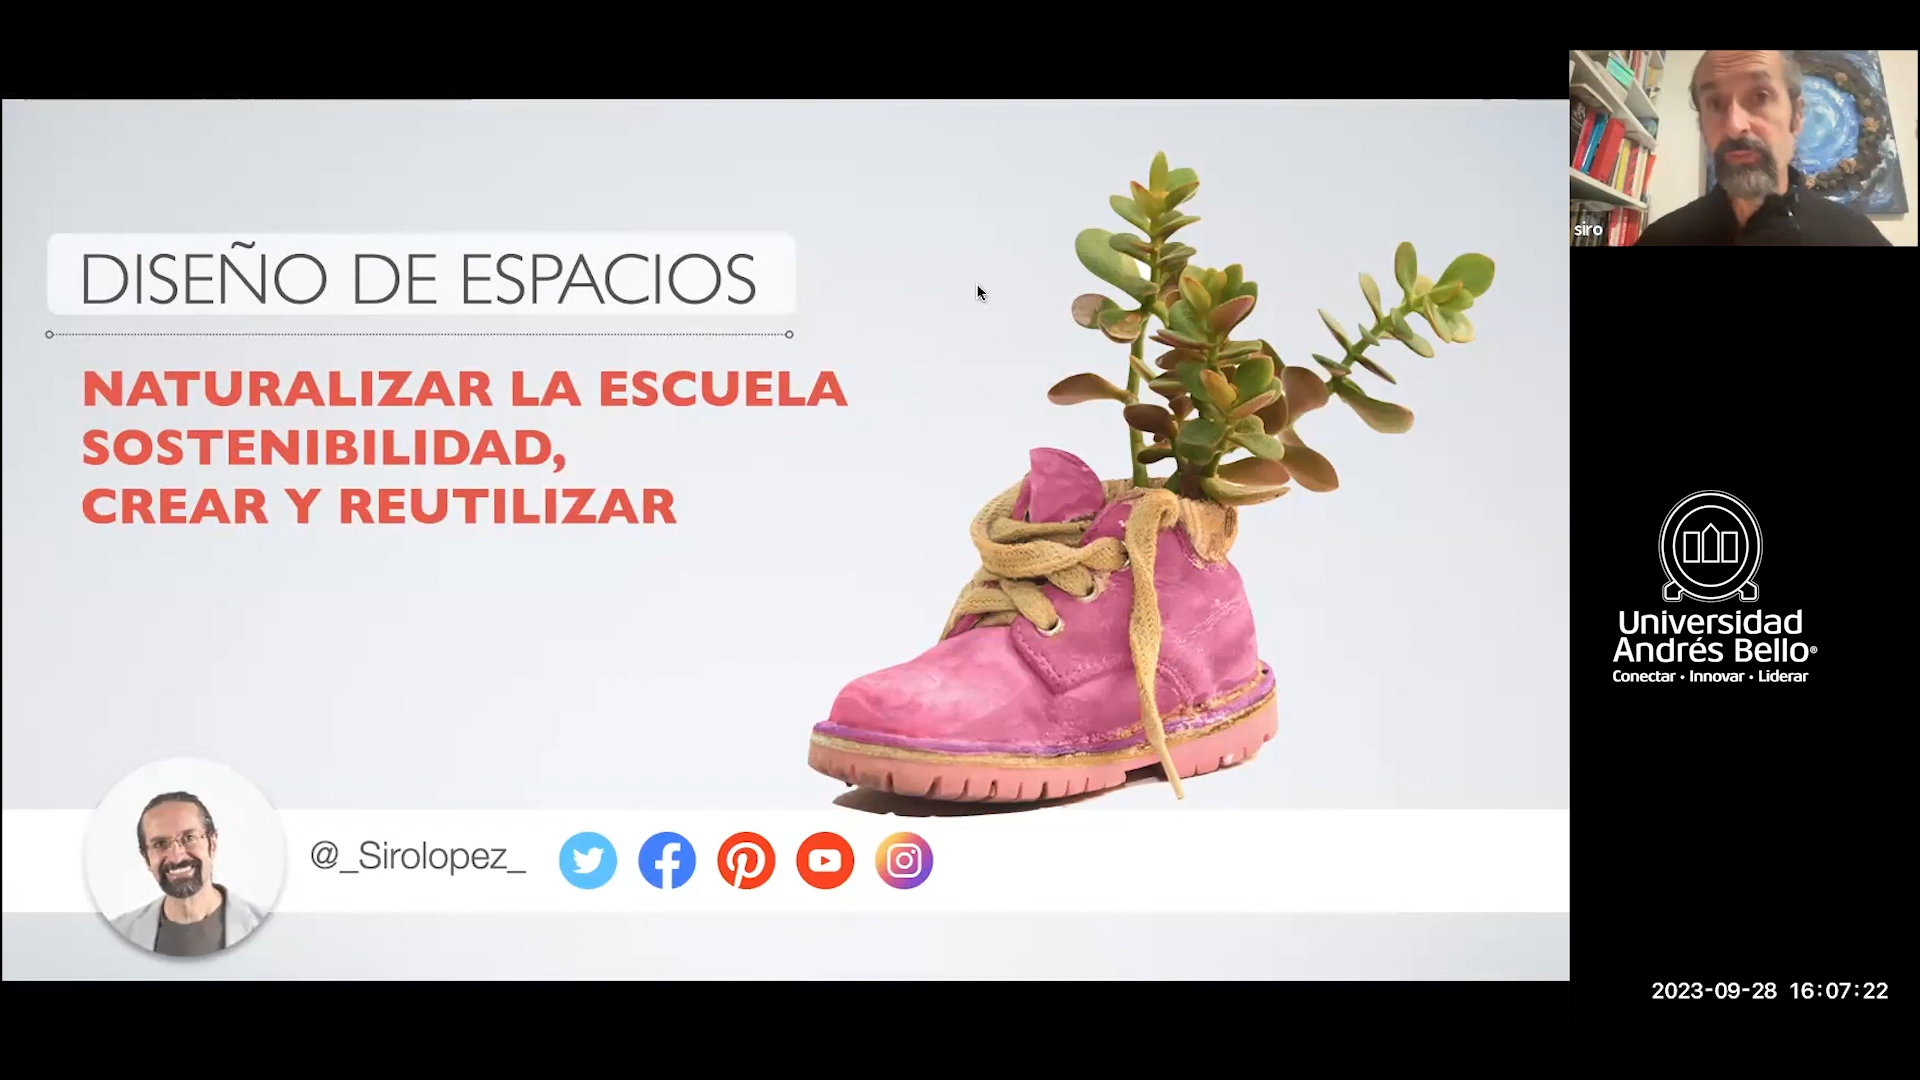 DISEÑO DE ESPACIOS
NATURALIZAR LA ESCUELA
SOSTENIBILIDAD,
CREAR Y REUTILIZAR
@_Sirolopez_
siro
Universidad
Andrés Bello®
Conectar • Innovar • Liderar
2023-09-28 16:07:22